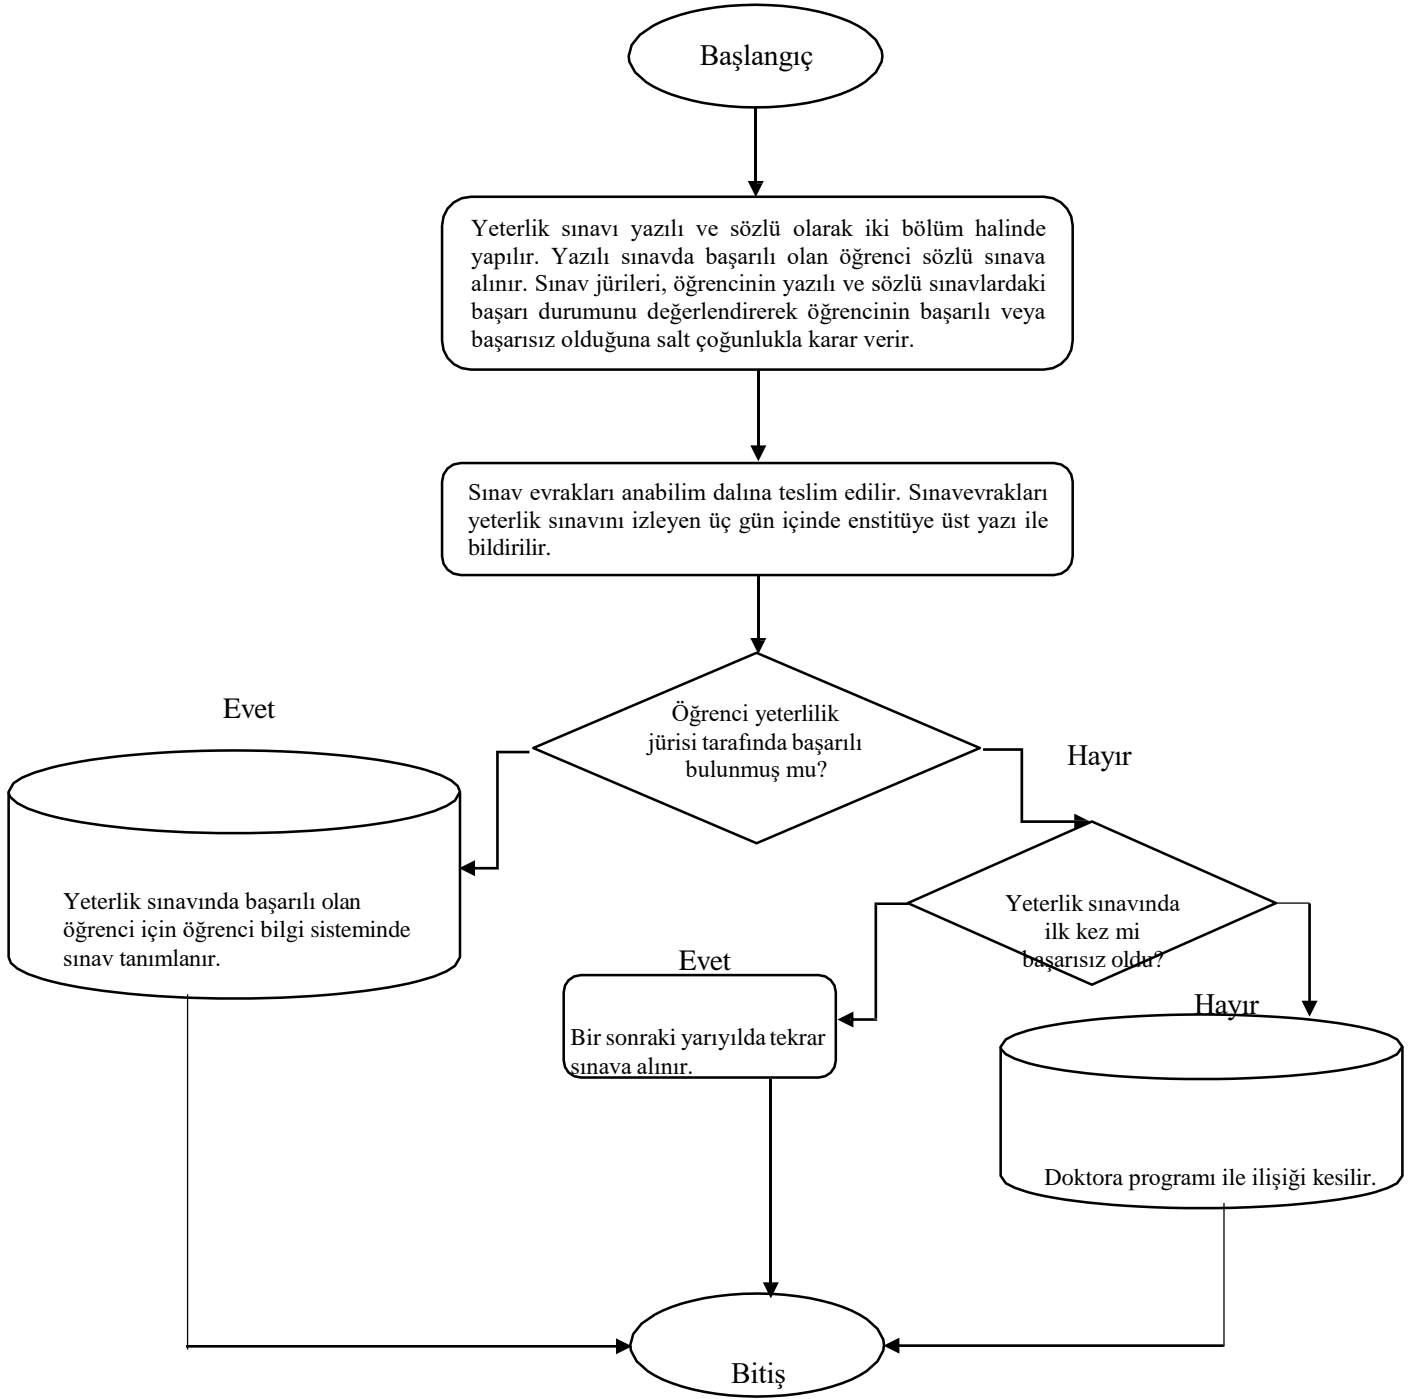 Başlangıç
Yeterlik sınavı yazılı ve sözlü olarak iki bölüm halinde
yapılır. Yazılı sınavda başarılı olan öğrenci sözlü sınava
alınır. Sınav jürileri, öğrencinin yazılı ve sözlü sınavlardaki
başarı durumunu değerlendirerek öğrencinin başarılı veya
başarısız olduğuna salt çoğunlukla karar verir.
Sınav evrakları anabilim dalına teslim edilir. Sınavevrakları
yeterlik sınavını izleyen üç gün içinde enstitüye üst yazı ile
bildirilir.
Evet
Öğrenci yeterlilik
jürisi tarafında başarılı
bulunmuş mu?
Hayır
Yeterlik sınavında başarılı olan
öğrenci için öğrenci bilgi sisteminde
sınav tanımlanır.
Yeterlik sınavında
ilk kez mi
başarısız oldu?
Evet
Bir sonraki yarıyılda tekrar
sınava alınır.
Hayır
Doktora programı ile ilişiği kesilir.
Bitiş